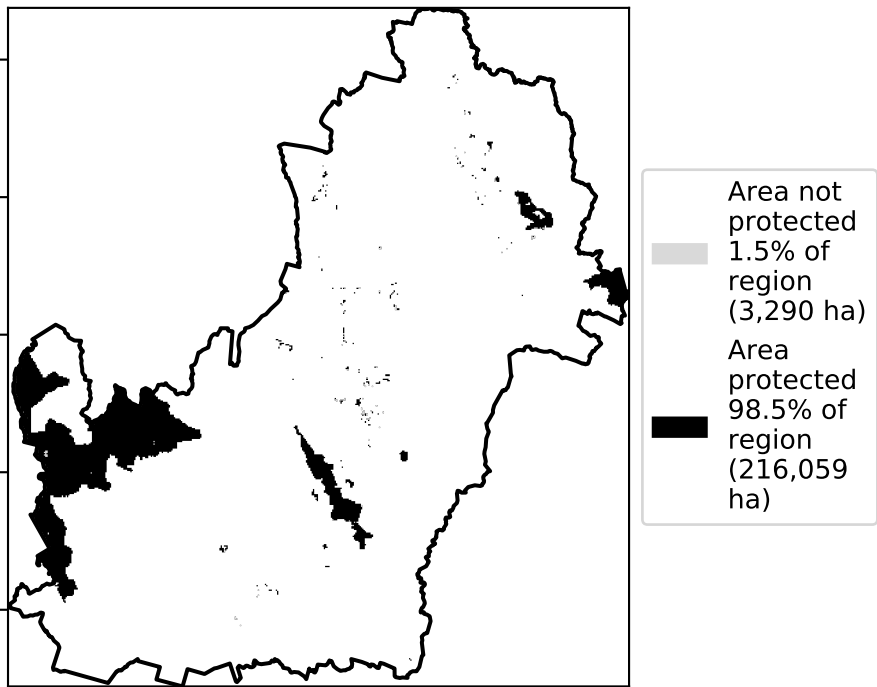 Area not
protected
1.5% of
region
(3,290 ha)
Area
protected
98.5% of
region
(216,059
ha)